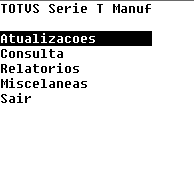 TOTVS Serie T Manuf
Atualizacoes
Consulta
Relatorios
Miscelaneas
Sair